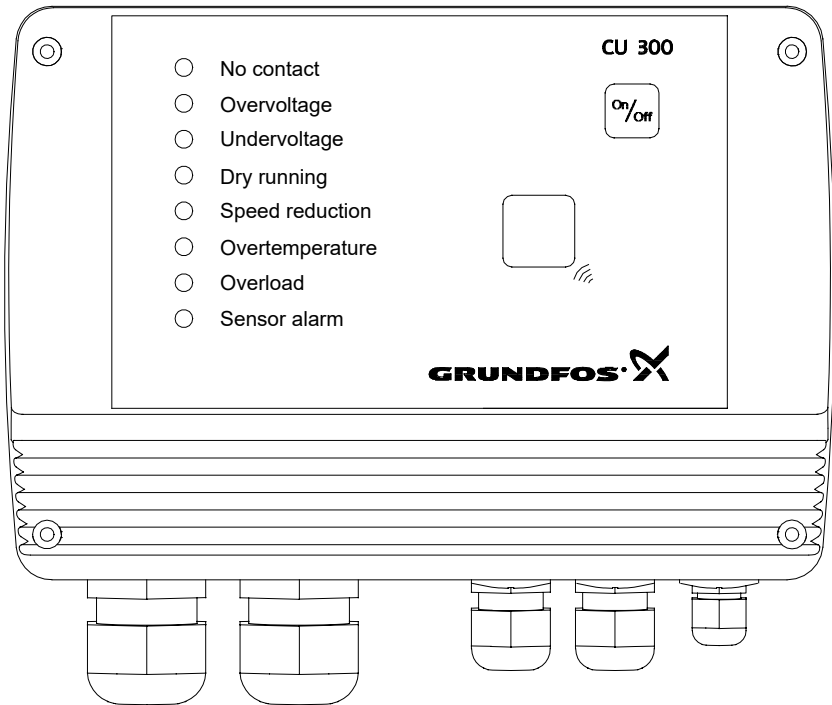 CU 300
On/Off
No contact
Overvoltage
Undervoltage
Dry running
Speed reduction
Overtemperature
Overload
Sensor alarm
GRUNDFOS